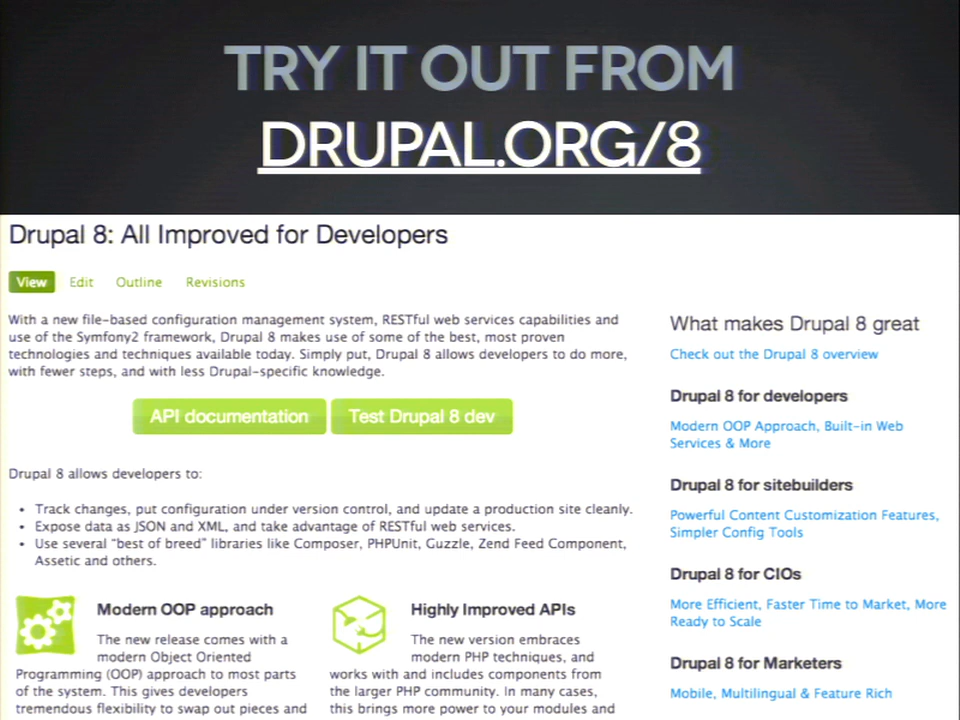 TRY IT OUT FROM
DRUPAL.ORG/8
Drupal 8: All Improved for Developers
View Edit Outline Revisions
With a new file-based configuration management system, RESTful web services capabilities and
use of the Symfony2 framework, Drupal 8 makes use of some of the best, most proven
technologies and techniques available today. Simply put, Drupal 8 allows developers to do more,
with fewer steps, and with less Drupal-specific knowledge.
API documentation Test Drupal 8 dev
Drupal 8 allows developers to:
• Track changes, put configuration under version control, and update a production site cleanly.
• Expose data as JSON and XML, and take advantage of RESTful web services.
• Use several “best of breed” libraries like Composer, PHPUnit, Guzzle, Zend Feed Component,
Assetic and others.
Modern OOP approach
The new release comes with a
modern Object Oriented
Programming (OOP) approach to most parts
of the system. This gives developers
tremendous flexibility to swap out pieces and
Highly Improved APIs
The new version embraces
modern PHP techniques, and
works with and includes components from
the larger PHP community. In many cases,
this brings more power to your modules and
What makes Drupal 8 great
Check out the Drupal 8 overview
Drupal 8 for developers
Modern OOP Approach, Built-in Web
Services & More
Drupal 8 for sitebuilders
Powerful Content Customization Features,
Simpler Config Tools
Drupal 8 for CIOs
More Efficient, Faster Time to Market, More
Ready to Scale
Drupal 8 for Marketers
Mobile, Multilingual & Feature Rich